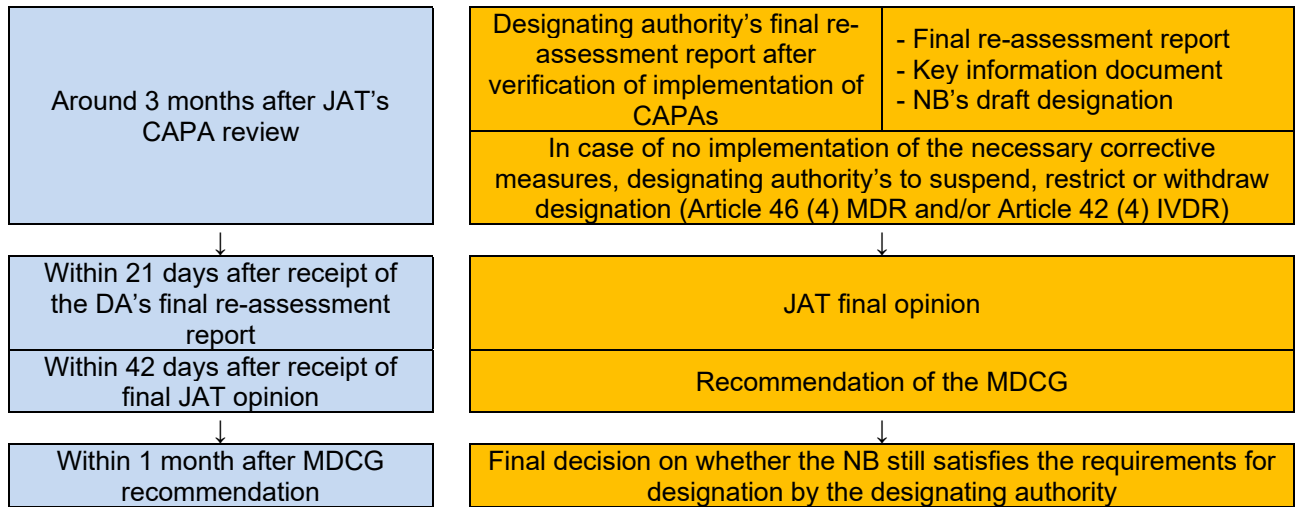 Around 3 months after JAT's
CAPA review
Designating authority's final re-
assessment report after
verification of implementation of
CAPAs
- Final re-assessment report
- Key information document
- NB's draft designation
In case of no implementation of the necessary corrective
measures, designating authority's to suspend, restrict or withdraw
designation (Article 46 (4) MDR and/or Article 42 (4) IVDR)
↓
↓
Within 21 days after receipt of
the DA's final re-assessment
report
JAT final opinion
Within 42 days after receipt of
final JAT opinion
Recommendation of the MDCG
↓
↓
Within 1 month after MDCG
recommendation
Final decision on whether the NB still satisfies the requirements for
designation by the designating authority